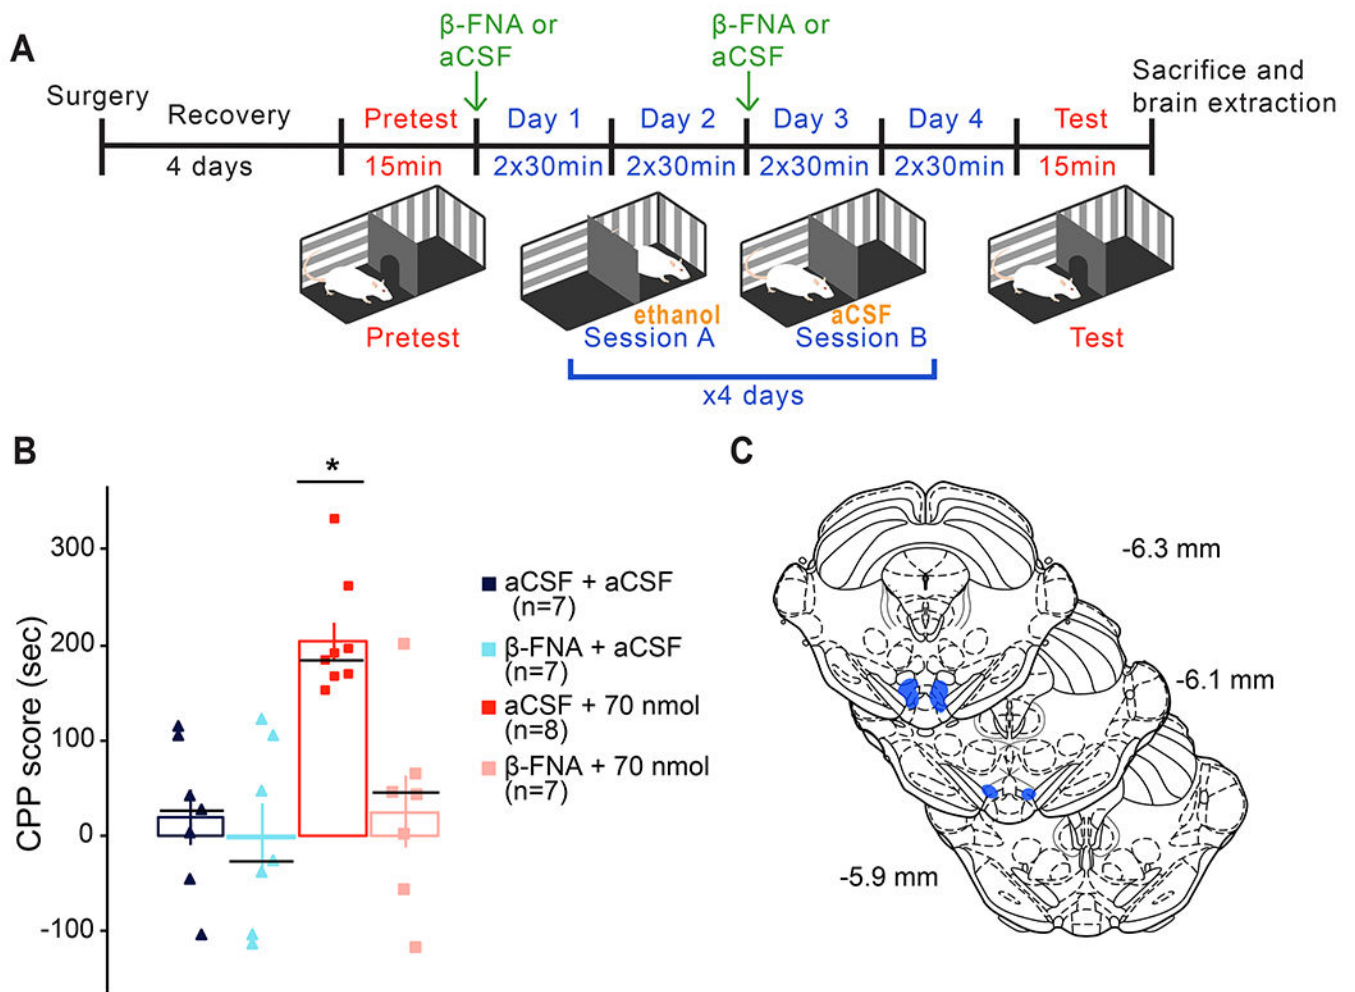 A
β-FNA or
aCSF
β-FNA or
aCSF
Sacrifice and
brain extraction
Surgery
Recovery
Pretest
Day 1
Day 2
Day 3
Day 4
Test
4 days
15min
2x30min
2x30min
2x30min
2x30min
15min
ethanol
aCSF
Pretest
Session A
Session B
Test
x4 days
B
*
CPP score (sec)
300
200
100
0
-100
aCSF + aCSF
(n=7)
β-FNA + aCSF
(n=7)
aCSF + 70 nmol
(n=8)
β-FNA + 70 nmol
(n=7)
C
-6.3 mm
-6.1 mm
-5.9 mm